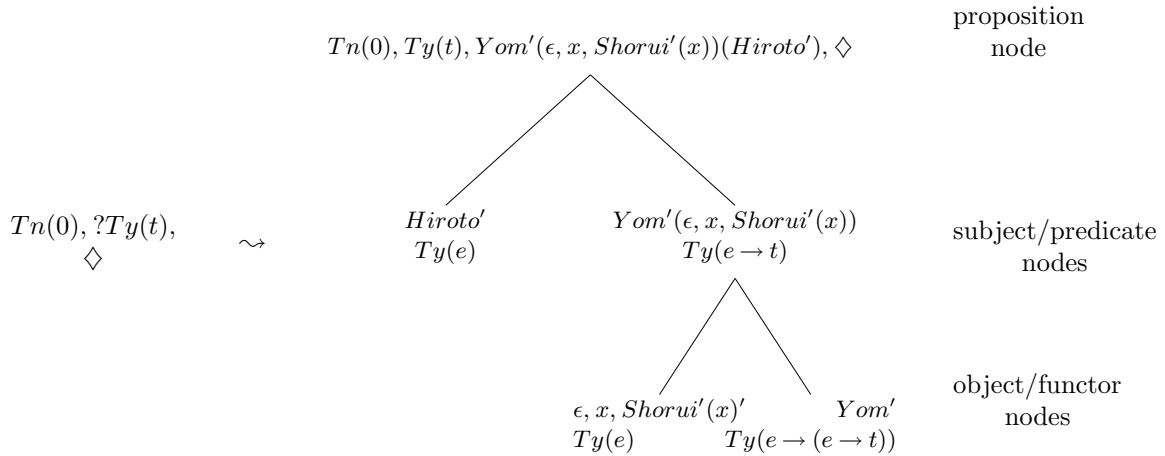 proposition
node
Tn(0), Ty(t), Yom′(ϵ, x, Shorui′(x))(Hiroto′), ♢
Tn(0), ?Ty(t),
♢
⇝
Hiroto′
Ty(e)
Yom′(ϵ, x, Shorui′(x))
Ty(e → t)
subject/predicate
nodes
ϵ, x, Shorui′(x)′
Ty(e)
Yom′
Ty(e → (e → t))
object/functor
nodes